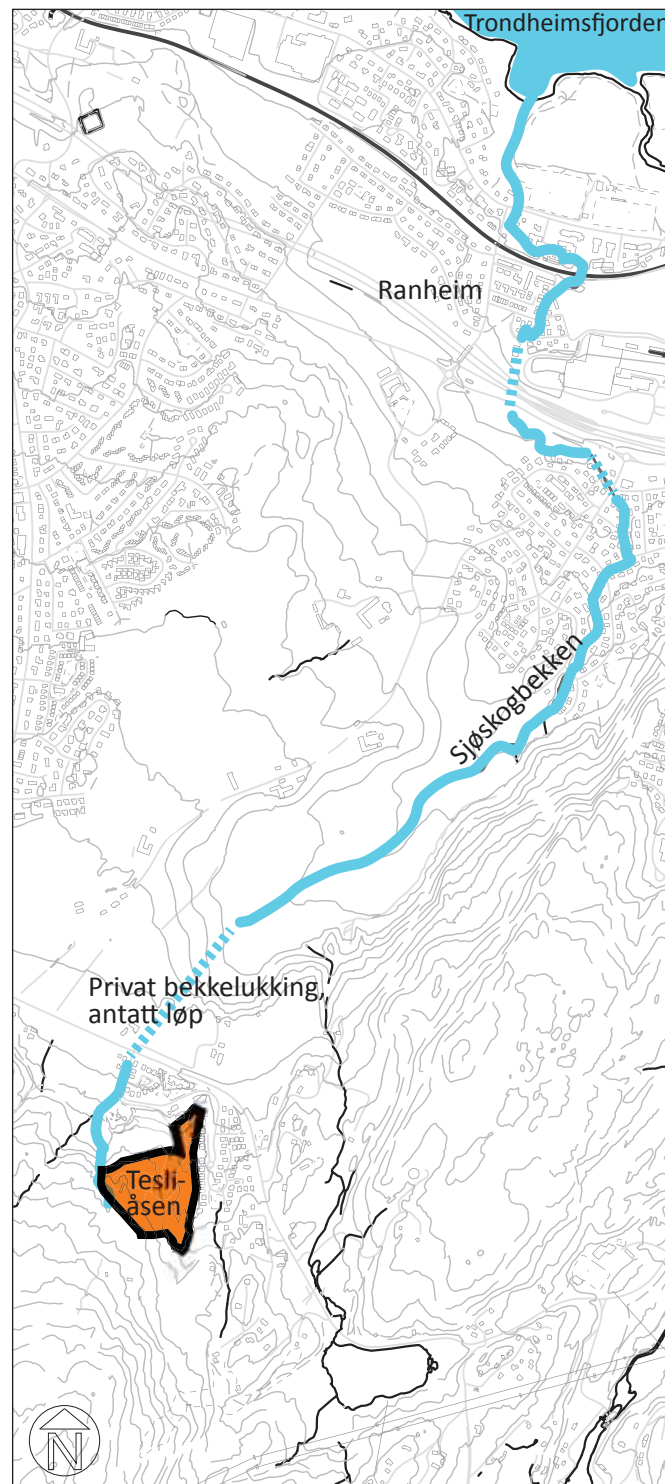 Trondheimsfjorden
Ranheim
Sjøskogbekken
Privat bekkelukking,
antatt løp
Tesli-
åsen
N